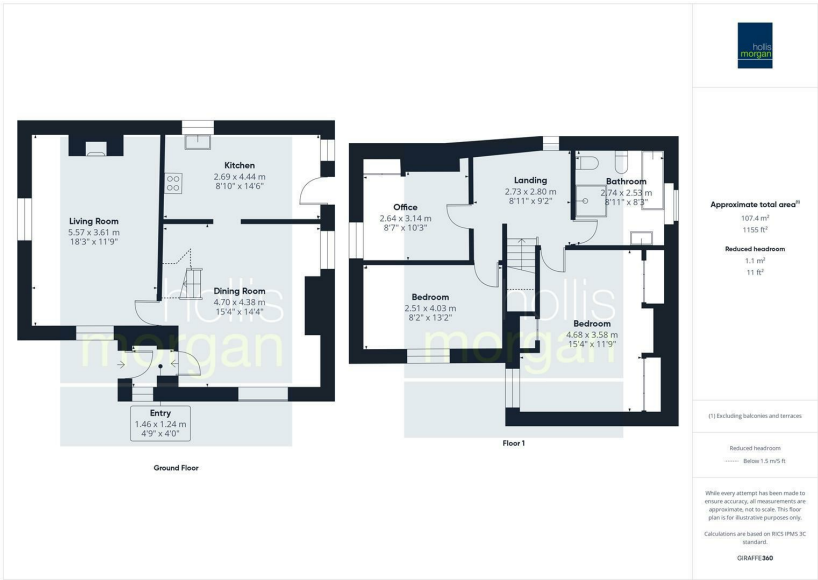 hollis
morgan
Kitchen
2.69 x 4.44 m
8'10" x 14'6"
Living Room
5.57 x 3.61 m
18'3" x 11'9"
Dining Room
4.70 x 4.38 m
15'4" x 14'4"
Entry
1.46 x 1.24 m
4'9" x 4'0"
Ground Floor
hollis
morgan
Landing
2.73 x 2.80 m
8'11" x 9'2"
Bathroom
2.74 x 2.53 m
8'11" x 8'3"
Office
2.64 x 3.14 m
8'7" x 10'3"
Bedroom
2.51 x 4.03 m
8'2" x 13'2"
Bedroom
4.68 x 3.58 m
15'4" x 11'9"
Floor 1
hollis
morgan
Approximate total area(1)
107.4 m²
1155 ft²
Reduced headroom
1.1 m²
11 ft²
(1) Excluding balconies and terraces
Reduced headroom
Below 1.5 m/5 ft
While every attempt has been made to
ensure accuracy, all measurements are
approximate, not to scale. This floor
plan is for illustrative purposes only.
Calculations are based on RICS IPMS 3C
standard.
GIRAFFE360